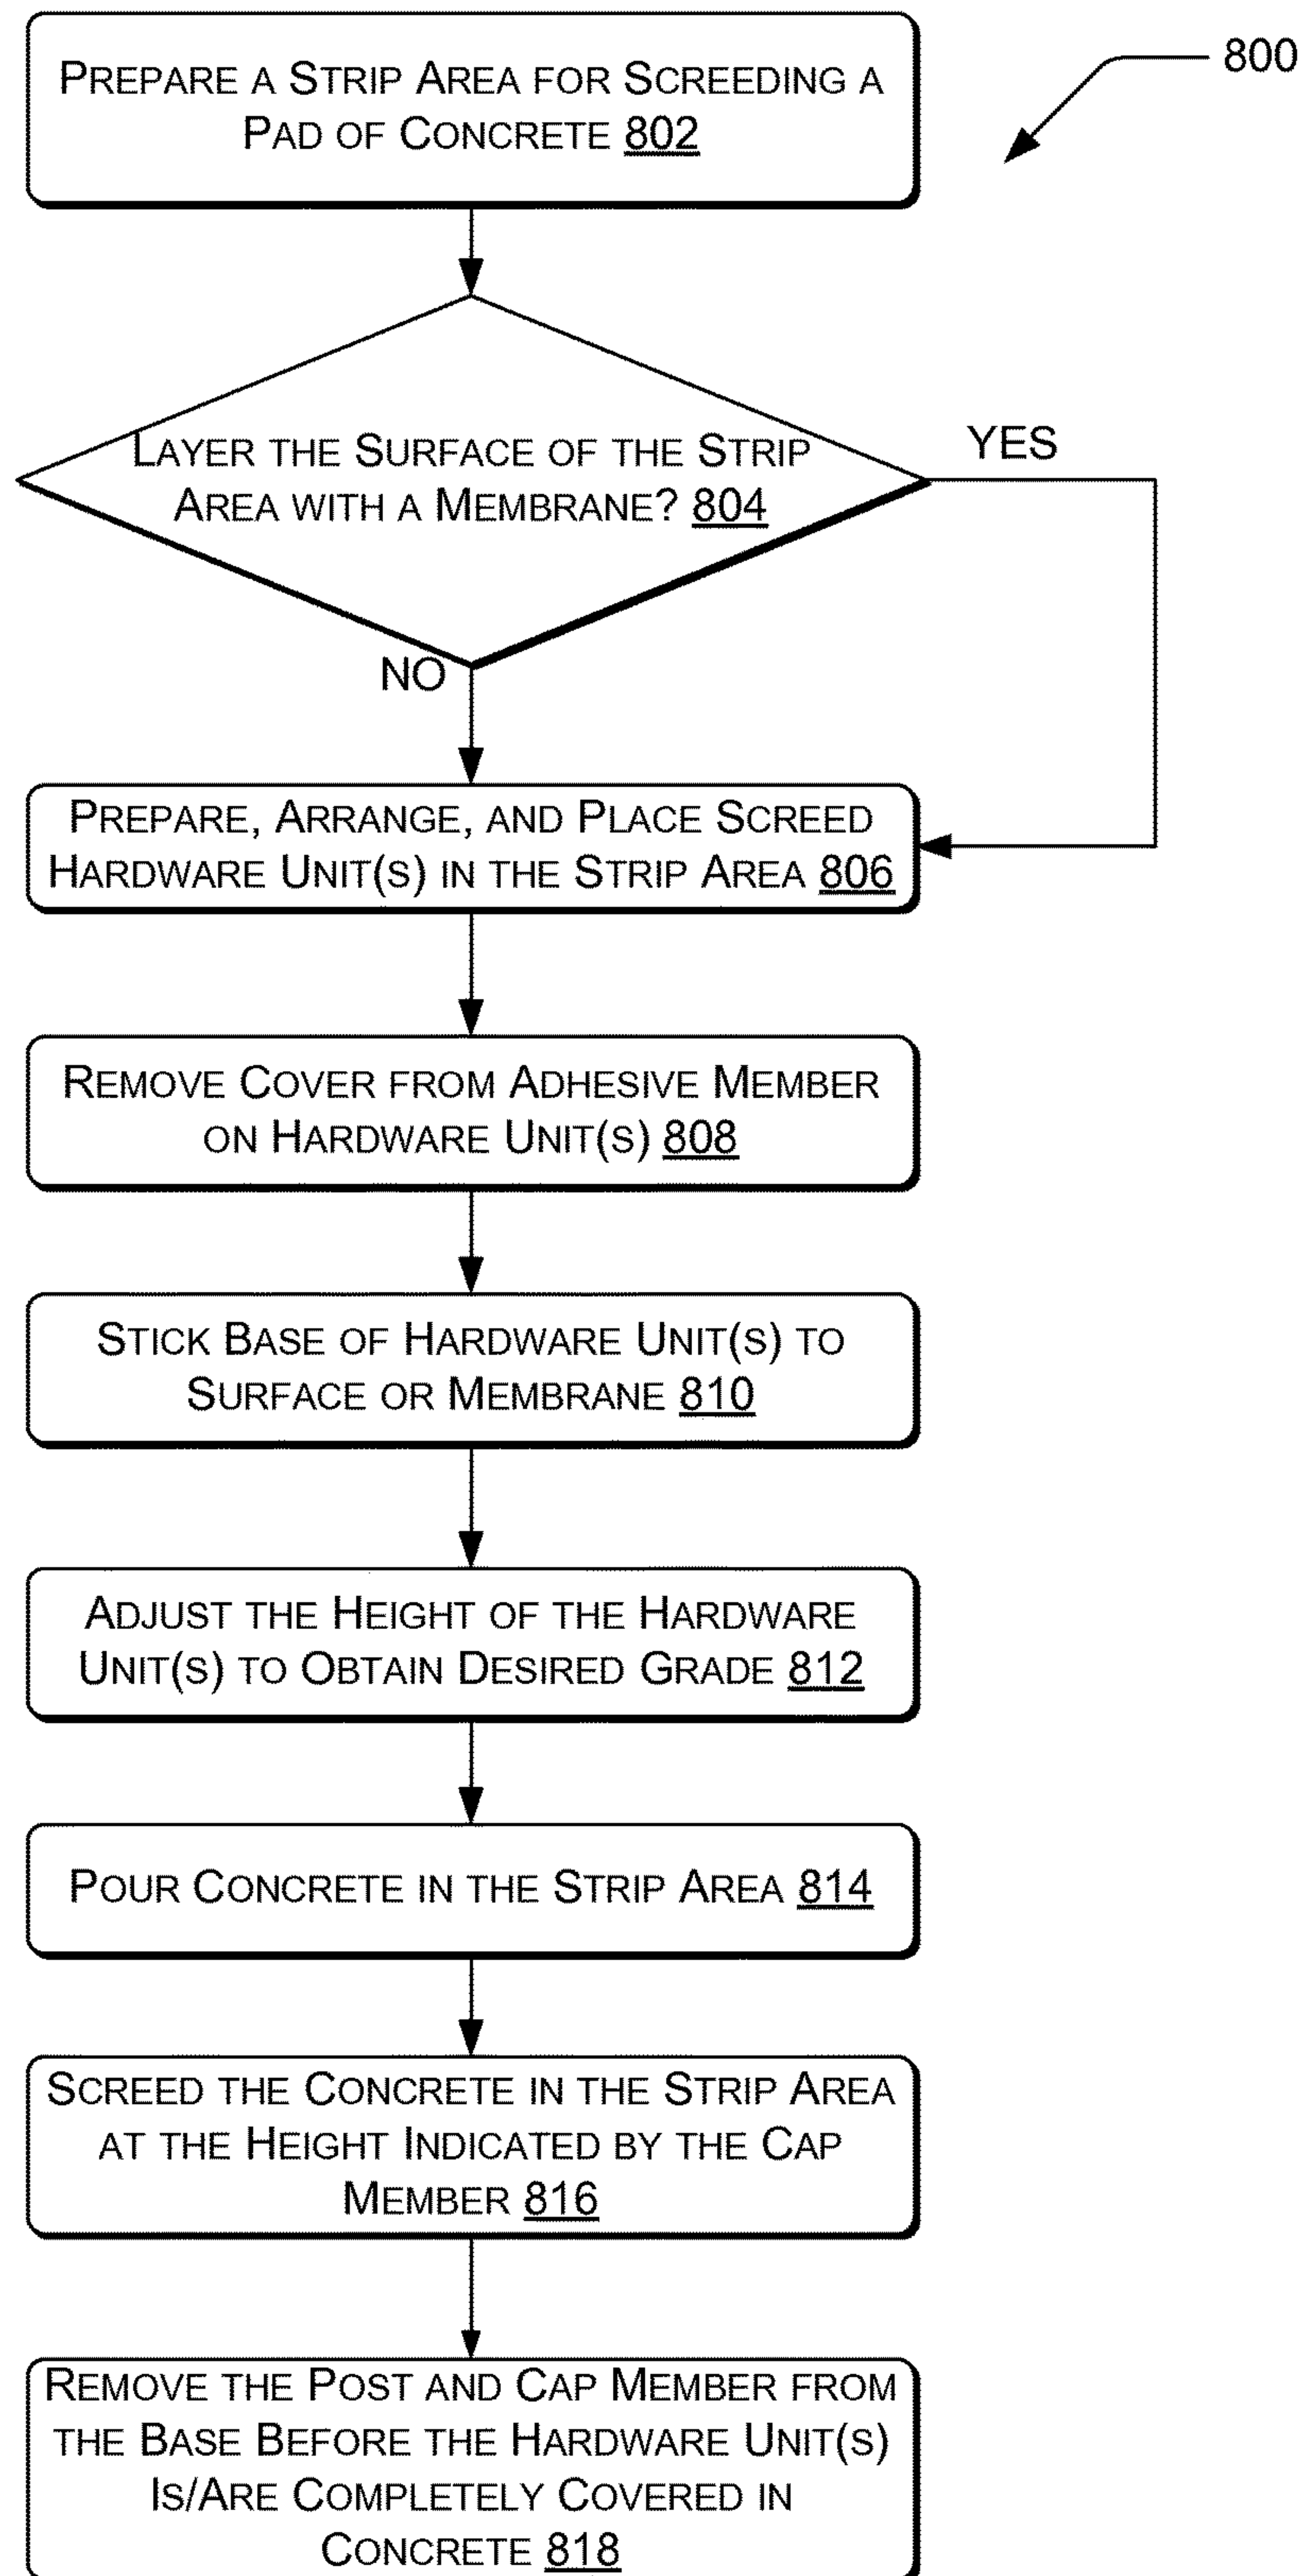 PREPARE A STRIP AREA FOR SCREEDING A
PAD OF CONCRETE 802
800
LAYER THE SURFACE OF THE STRIP
AREA WITH A MEMBRANE? 804
YES
NO
PREPARE, ARRANGE, AND PLACE SCREED
HARDWARE UNIT(S) IN THE STRIP AREA 806
REMOVE COVER FROM ADHESIVE MEMBER
ON HARDWARE UNIT(S) 808
STICK BASE OF HARDWARE UNIT(S) TO
SURFACE OR MEMBRANE 810
ADJUST THE HEIGHT OF THE HARDWARE
UNIT(S) TO OBTAIN DESIRED GRADE 812
POUR CONCRETE IN THE STRIP AREA 814
SCREED THE CONCRETE IN THE STRIP AREA
AT THE HEIGHT INDICATED BY THE CAP
MEMBER 816
REMOVE THE POST AND CAP MEMBER FROM
THE BASE BEFORE THE HARDWARE UNIT(S)
IS/ARE COMPLETELY COVERED IN
CONCRETE 818